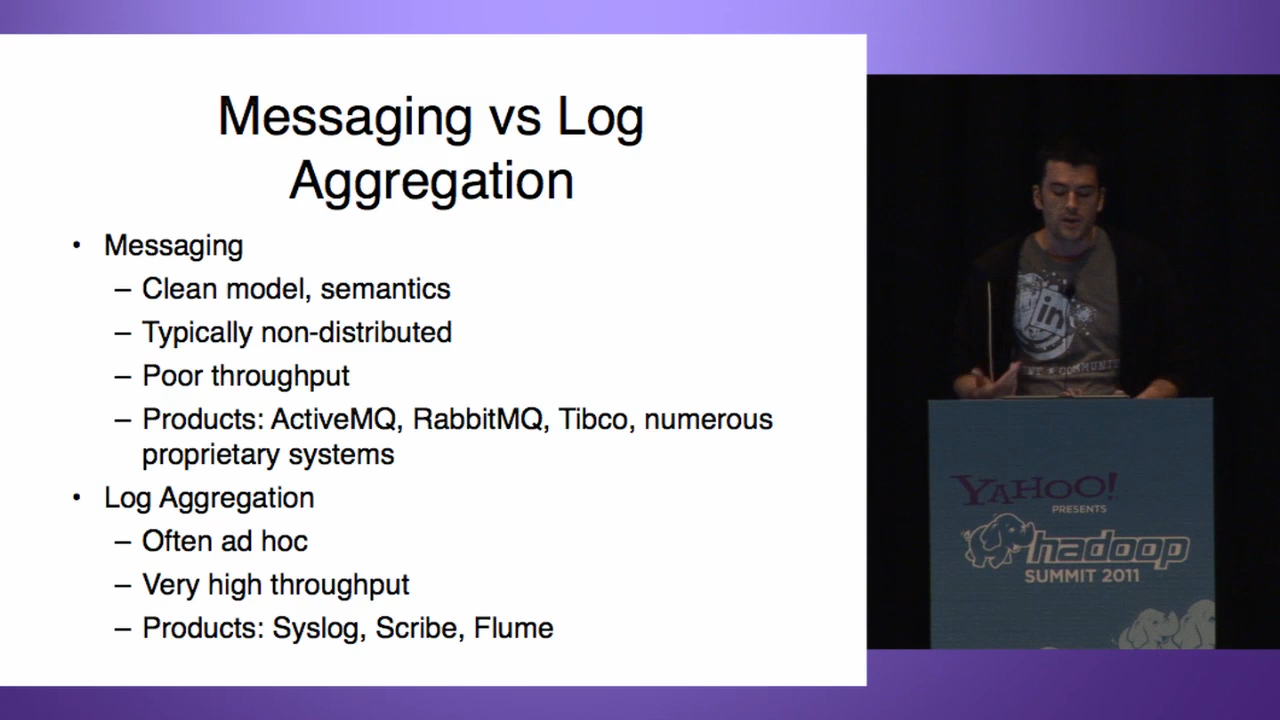 Messaging vs Log
Aggregation
• Messaging
– Clean model, semantics
– Typically non-distributed
– Poor throughput
– Products: ActiveMQ, RabbitMQ, Tibco, numerous
proprietary systems
• Log Aggregation
– Often ad hoc
– Very high throughput
– Products: Syslog, Scribe, Flume
in
YAHOO!
PRESENTS
hadoop
SUMMIT 2011